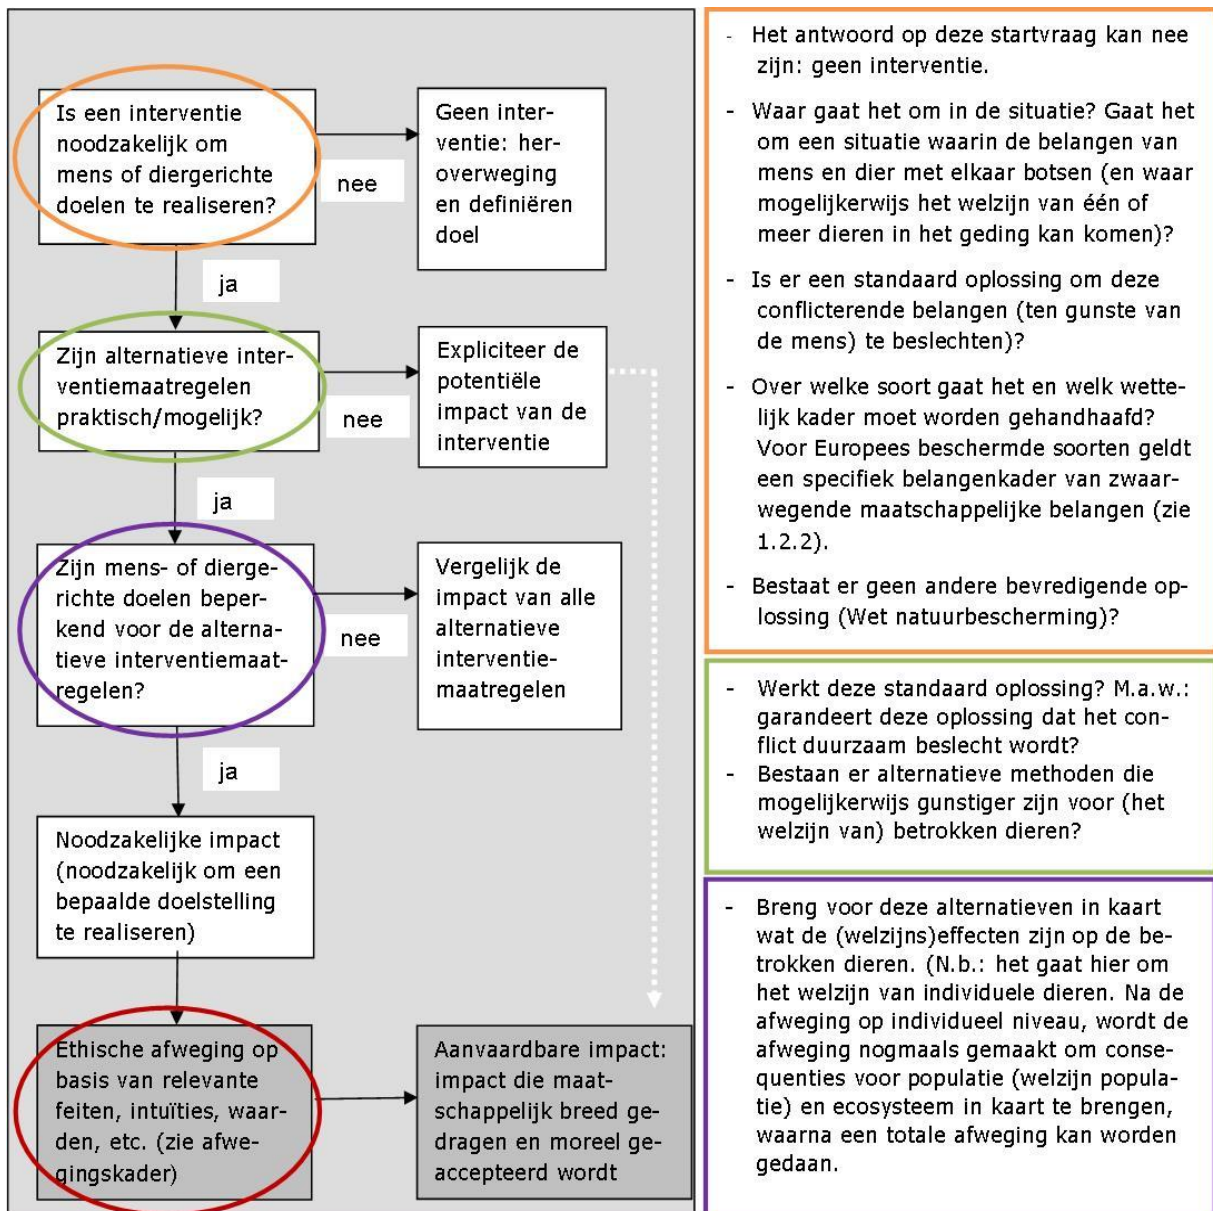 Is een interventie
noodzakelijk om
mens of diergerichte
doelen te realiseren?
nee
Geen inter-
ventie: her-
overweging
en definiëren
doel
ja
Zijn alternatieve inter-
ventiemaatregelen
praktisch/mogelijk?
nee
Expliciteer de
potentiële
impact van de
interventie
ja
Zijn mens- of dierge-
richte doelen beper-
kend voor de alterna-
tieve interventiemaat-
regelen?
nee
Vergelijk de
impact van alle
alternatieve
interventie-
maatregelen
ja
Noodzakelijke impact
(noodzakelijk om een
bepaalde doelstelling
te realiseren)
Ethische afweging op
basis van relevante
feiten, intuïties, waar-
den, etc. (zie afwe-
gingskader)
Aanvaardbare impact:
impact die maat-
schappelijk breed ge-
dragen en moreel ge-
accepteerd wordt
- Het antwoord op deze startvraag kan nee
zijn: geen interventie.
- Waar gaat het om in de situatie? Gaat het
om een situatie waarin de belangen van
mens en dier met elkaar botsen (en waar
mogelijkerwijs het welzijn van één of
meer dieren in het geding kan komen)?
- Is er een standaard oplossing om deze
conflicterende belangen (ten gunste van
de mens) te beslechten)?
- Over welke soort gaat het en welk wette-
lijk kader moet worden gehandhaafd?
Voor Europees beschermde soorten geldt
een specifiek belangenkader van zwaar-
wegende maatschappelijke belangen (zie
1.2.2).
- Bestaat er geen andere bevredigende op-
lossing (Wet natuurbescherming)?
- Werkt deze standaard oplossing? M.a.w.:
garandeert deze oplossing dat het con-
flict duurzaam beslecht wordt?
- Bestaan er alternatieve methoden die
mogelijkerwijs gunstiger zijn voor (het
welzijn van) betrokken dieren?
- Breng voor deze alternatieven in kaart
wat de (welzijns)effecten zijn op de be-
trokken dieren. (N.b.: het gaat hier om
het welzijn van individuele dieren. Na de
afweging op individueel niveau, wordt de
afweging nogmaals gemaakt om conse-
quenties voor populatie (welzijn popula-
tie) en ecosysteem in kaart te brengen,
waarna een totale afweging kan worden
gedaan.